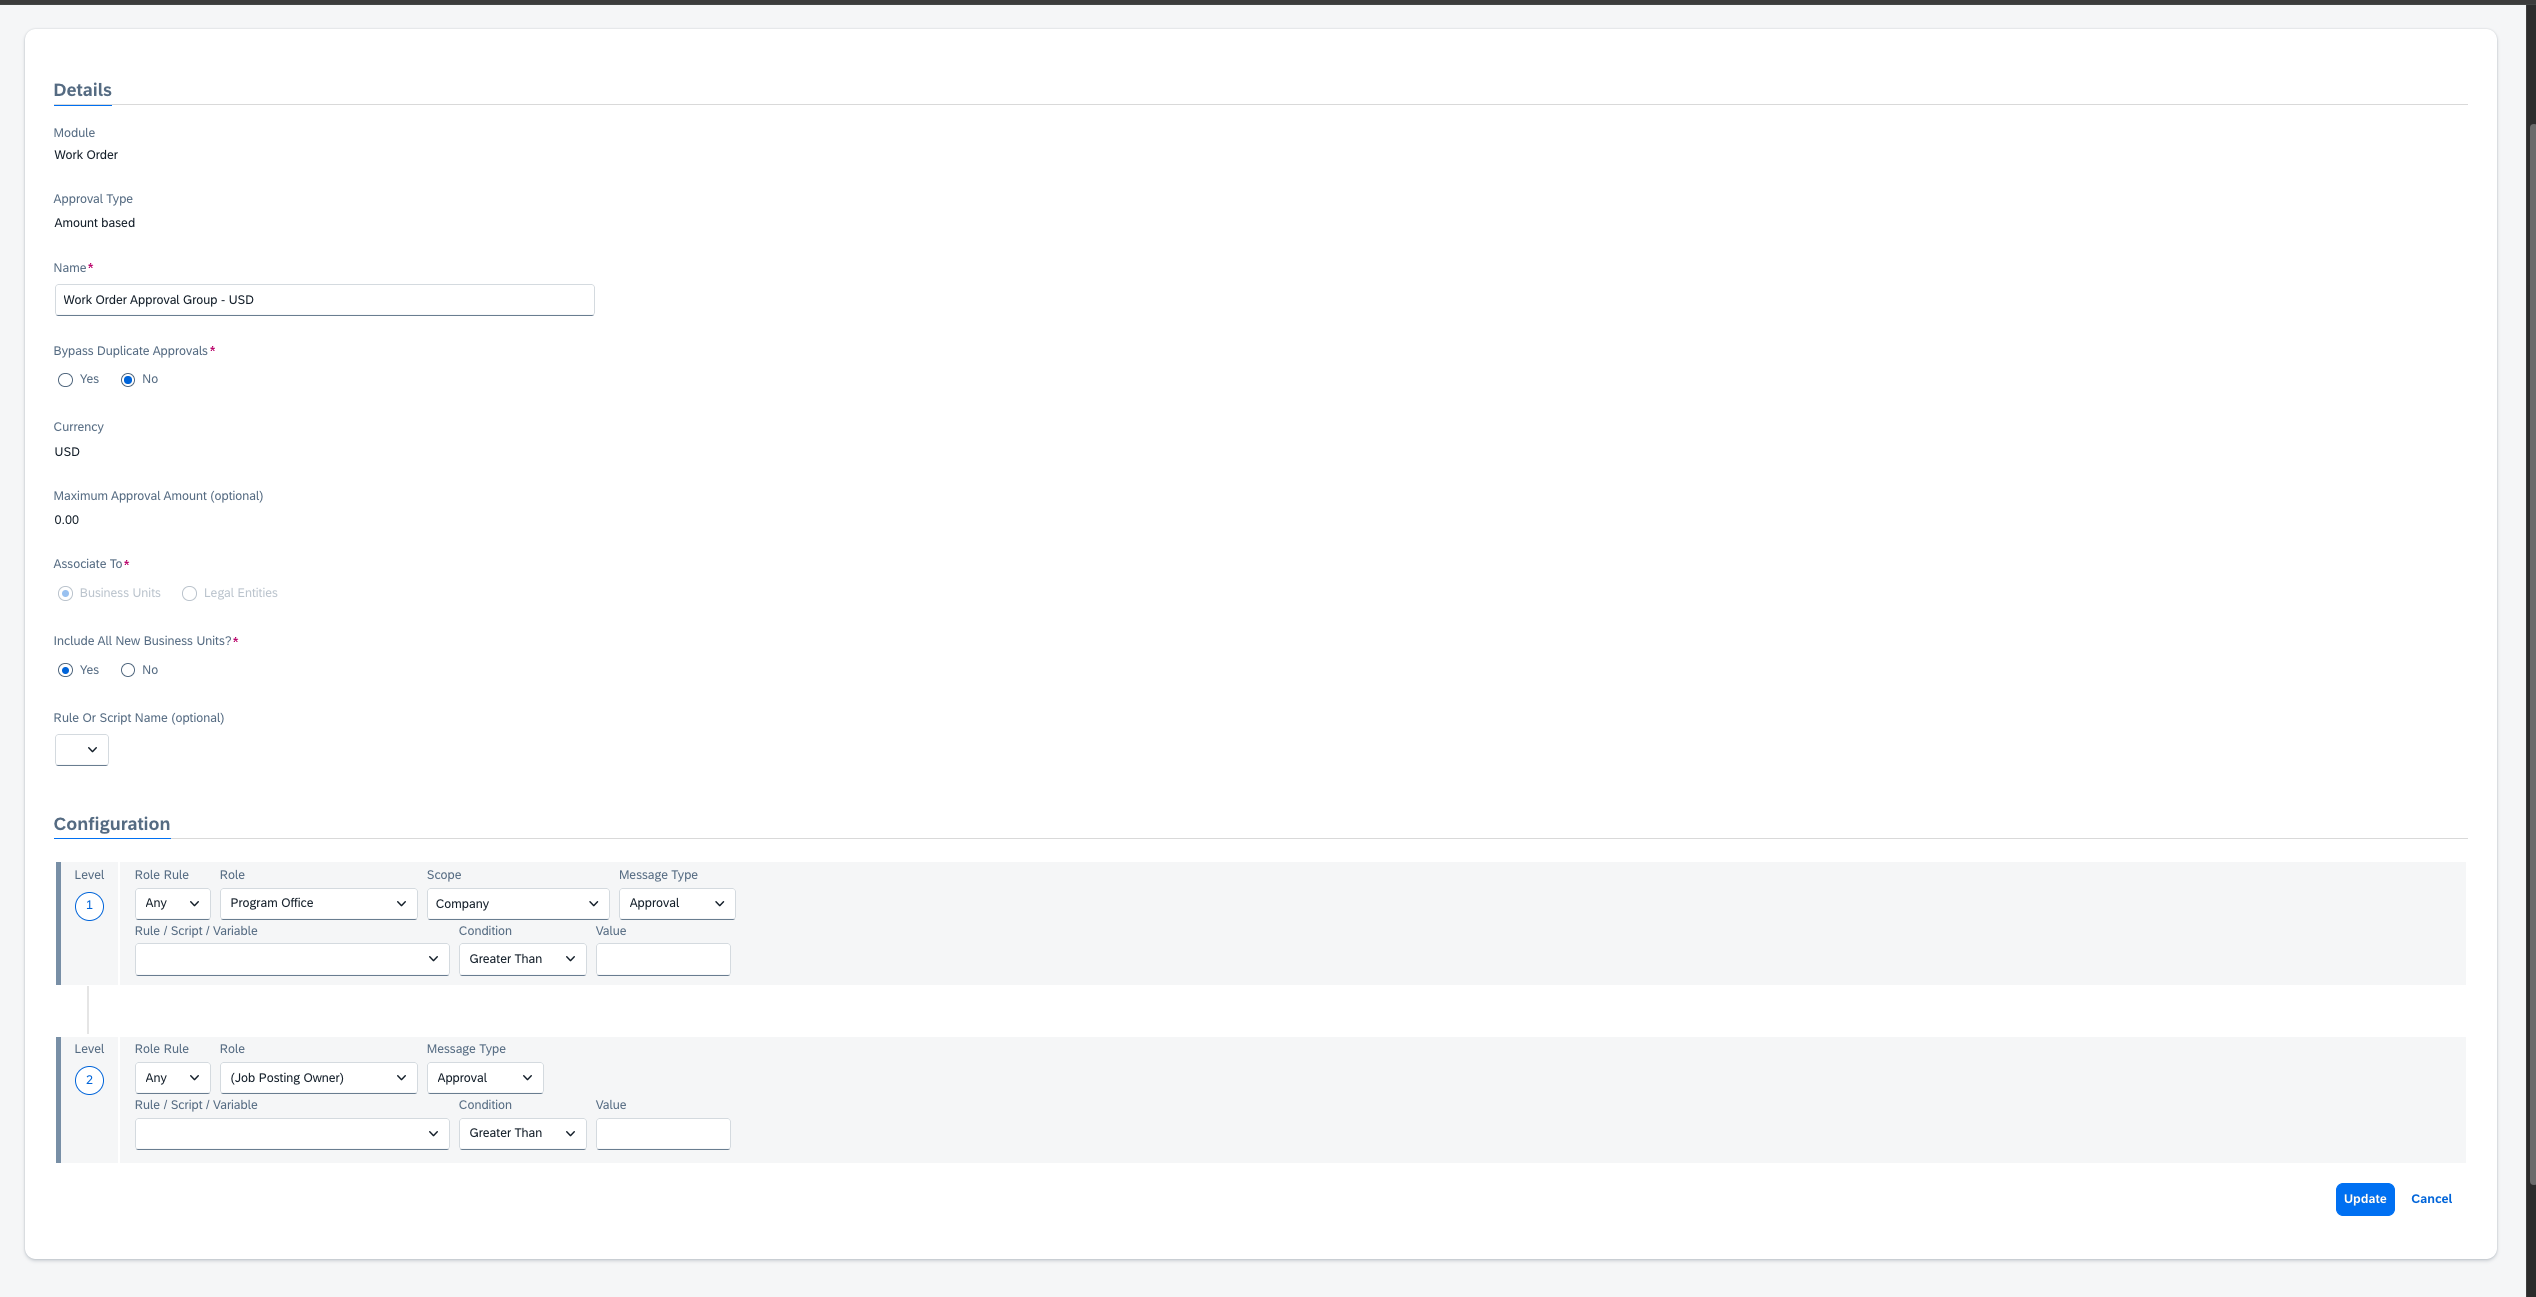 Details
Module
Work Order
Approval Type
Amount based
Name*
Work Order Approval Group - USD
Bypass Duplicate Approvals*
Yes No
Currency
USD
Maximum Approval Amount (optional)
0.00
Associate To*
Business Units Legal Entities
Include All New Business Units?*
Yes No
Rule Or Script Name (optional)
Configuration
Level Role Rule Role Scope Message Type
1 Any Program Office Company Approval
Rule / Script / Variable Condition Value
Greater Than
Level Role Rule Role Message Type
2 Any (Job Posting Owner) Approval
Rule / Script / Variable Condition Value
Greater Than
Update Cancel